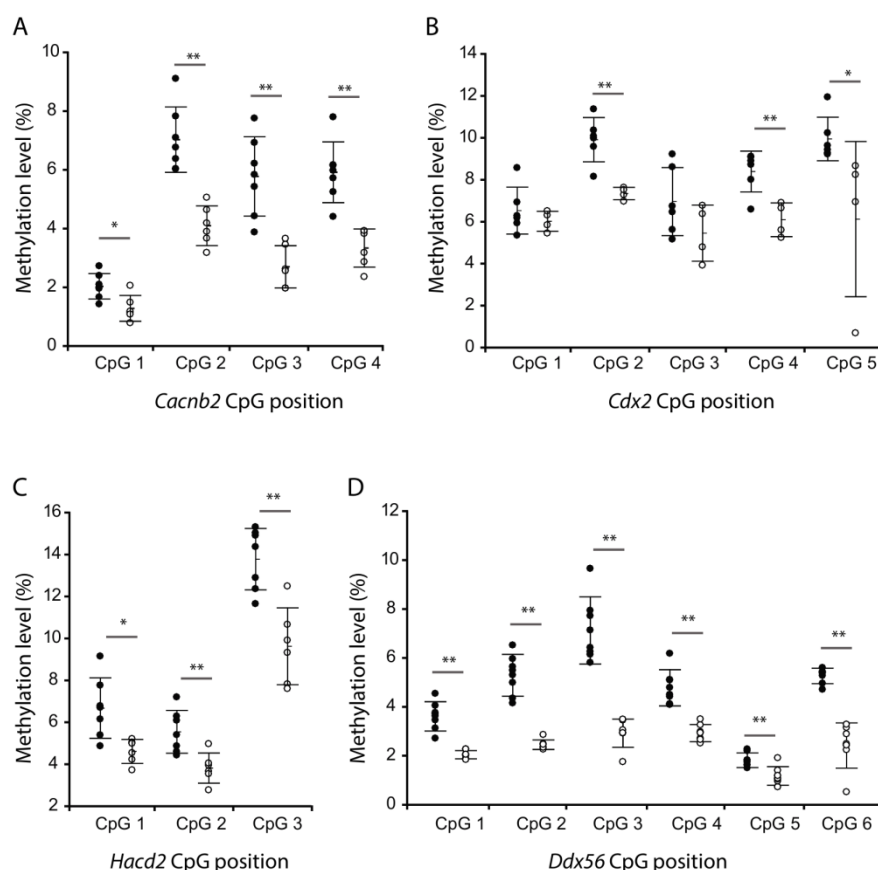 A
Methylation level (%)
10
8
6
4
2
0
*
**
**
**
CpG 1 CpG 2 CpG 3 CpG 4
Cacnb2 CpG position
B
Methylation level (%)
14
12
10
8
6
4
2
0
**
**
*
CpG 1 CpG 2 CpG 3 CpG 4 CpG 5
Cdx2 CpG position
C
Methylation level (%)
16
14
12
10
8
6
4
2
*
**
**
CpG 1 CpG 2 CpG 3
Hacd2 CpG position
D
Methylation level (%)
12
10
8
6
4
2
0
**
**
**
**
**
**
CpG 1 CpG 2 CpG 3 CpG 4 CpG 5 CpG 6
Ddx56 CpG position